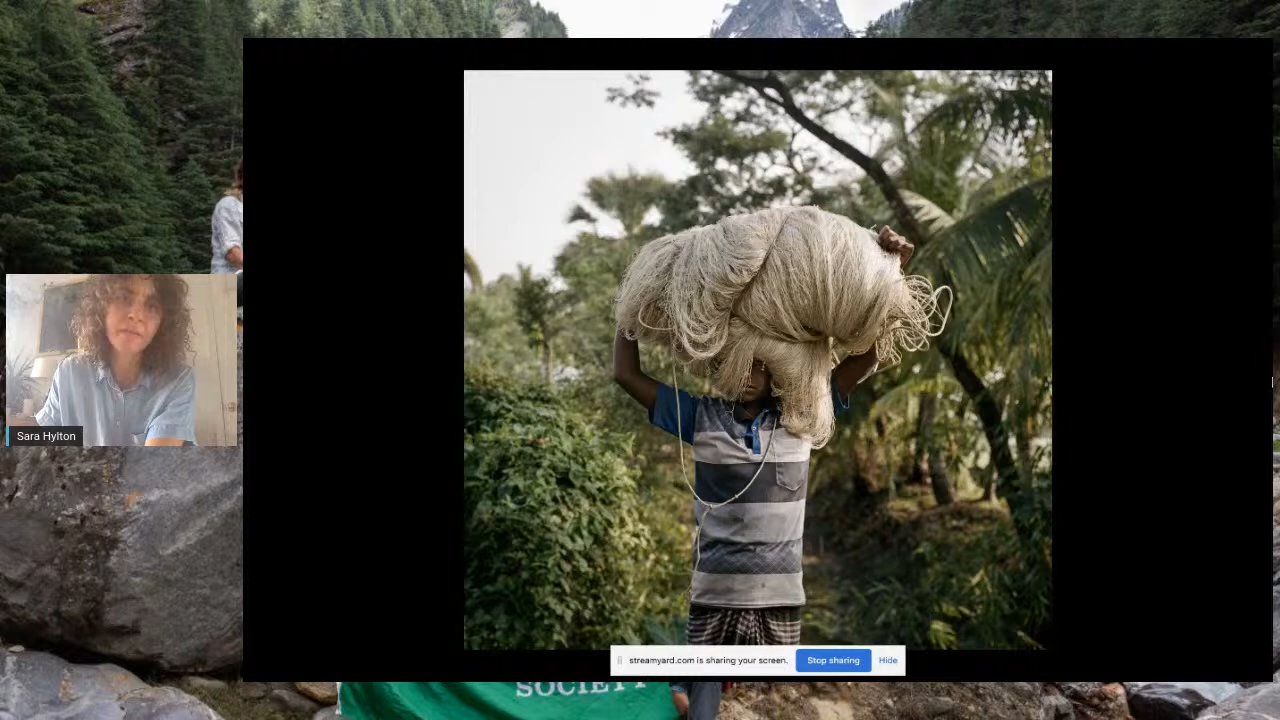 Sara Hylton
streamyard.com is sharing your screen.
Stop sharing
Hide
SOCIETY